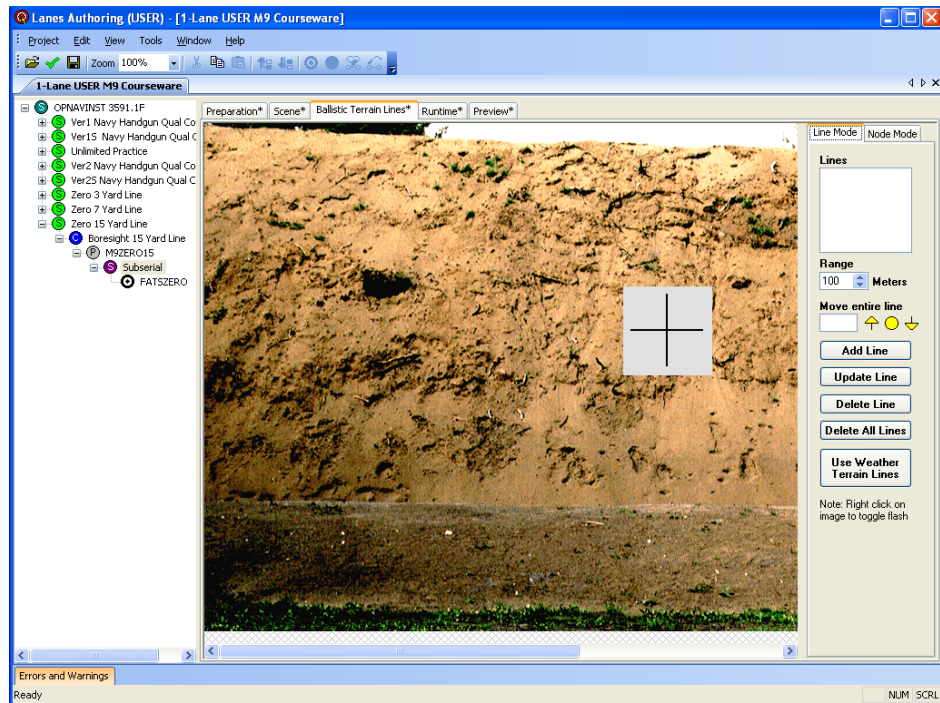 Lanes Authoring (USER) - [1-Lane USER M9 Courseware]
Project Edit View Tools Window Help
Zoom 100%
1-Lane USER M9 Courseware
OPNAVINST 3591.1F
Ver1 Navy Handgun Qual Co
Ver1S Navy Handgun Qual C
Unlimited Practice
Ver2 Navy Handgun Qual Co
Ver2S Navy Handgun Qual C
Zero 3 Yard Line
Zero 7 Yard Line
Zero 15 Yard Line
Boresight 15 Yard Line
M9ZERO15
Subserial
FATSZERO
Preparation* Scene* Ballistic Terrain Lines* Runtime* Preview*
Line Mode Node Mode
Lines
Range
100 Meters
Move entire line
Add Line
Update Line
Delete Line
Delete All Lines
Use Weather
Terrain Lines
Note: Right click on
image to toggle flash
Errors and Warnings
Ready NUM SCRL